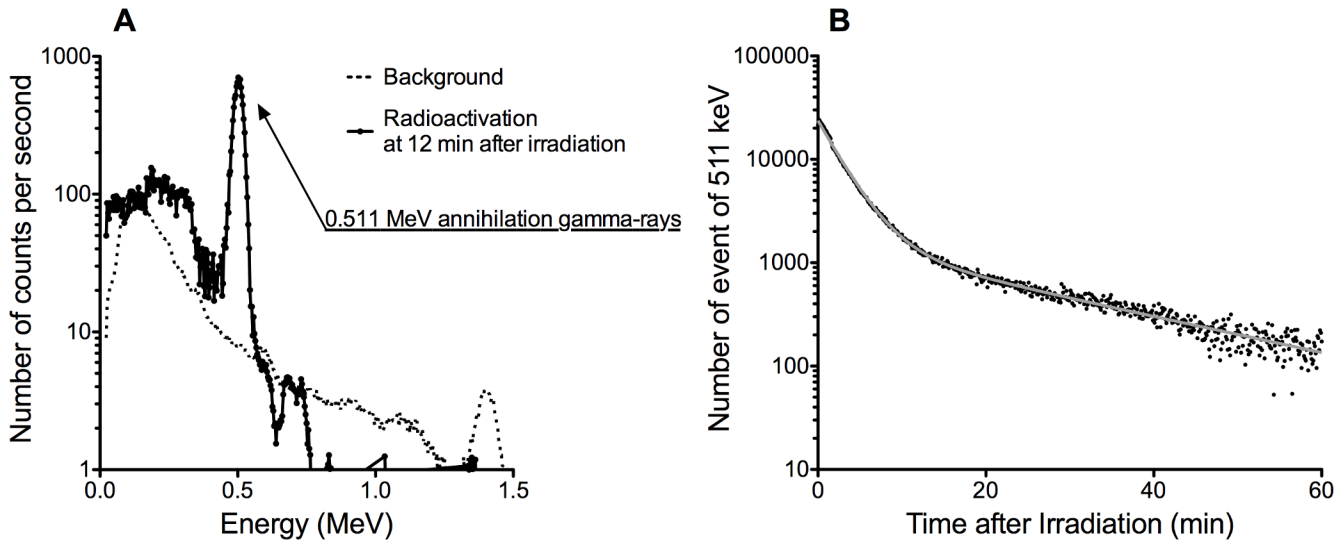 A
Number of counts per second
1000
100
10
1
0.0
0.5
1.0
1.5
Energy (MeV)
Background
Radioactivation
at 12 min after irradiation
0.511 MeV annihilation gamma-rays
B
Number of event of 511 keV
100000
10000
1000
100
10
0
20
40
60
Time after Irradiation (min)